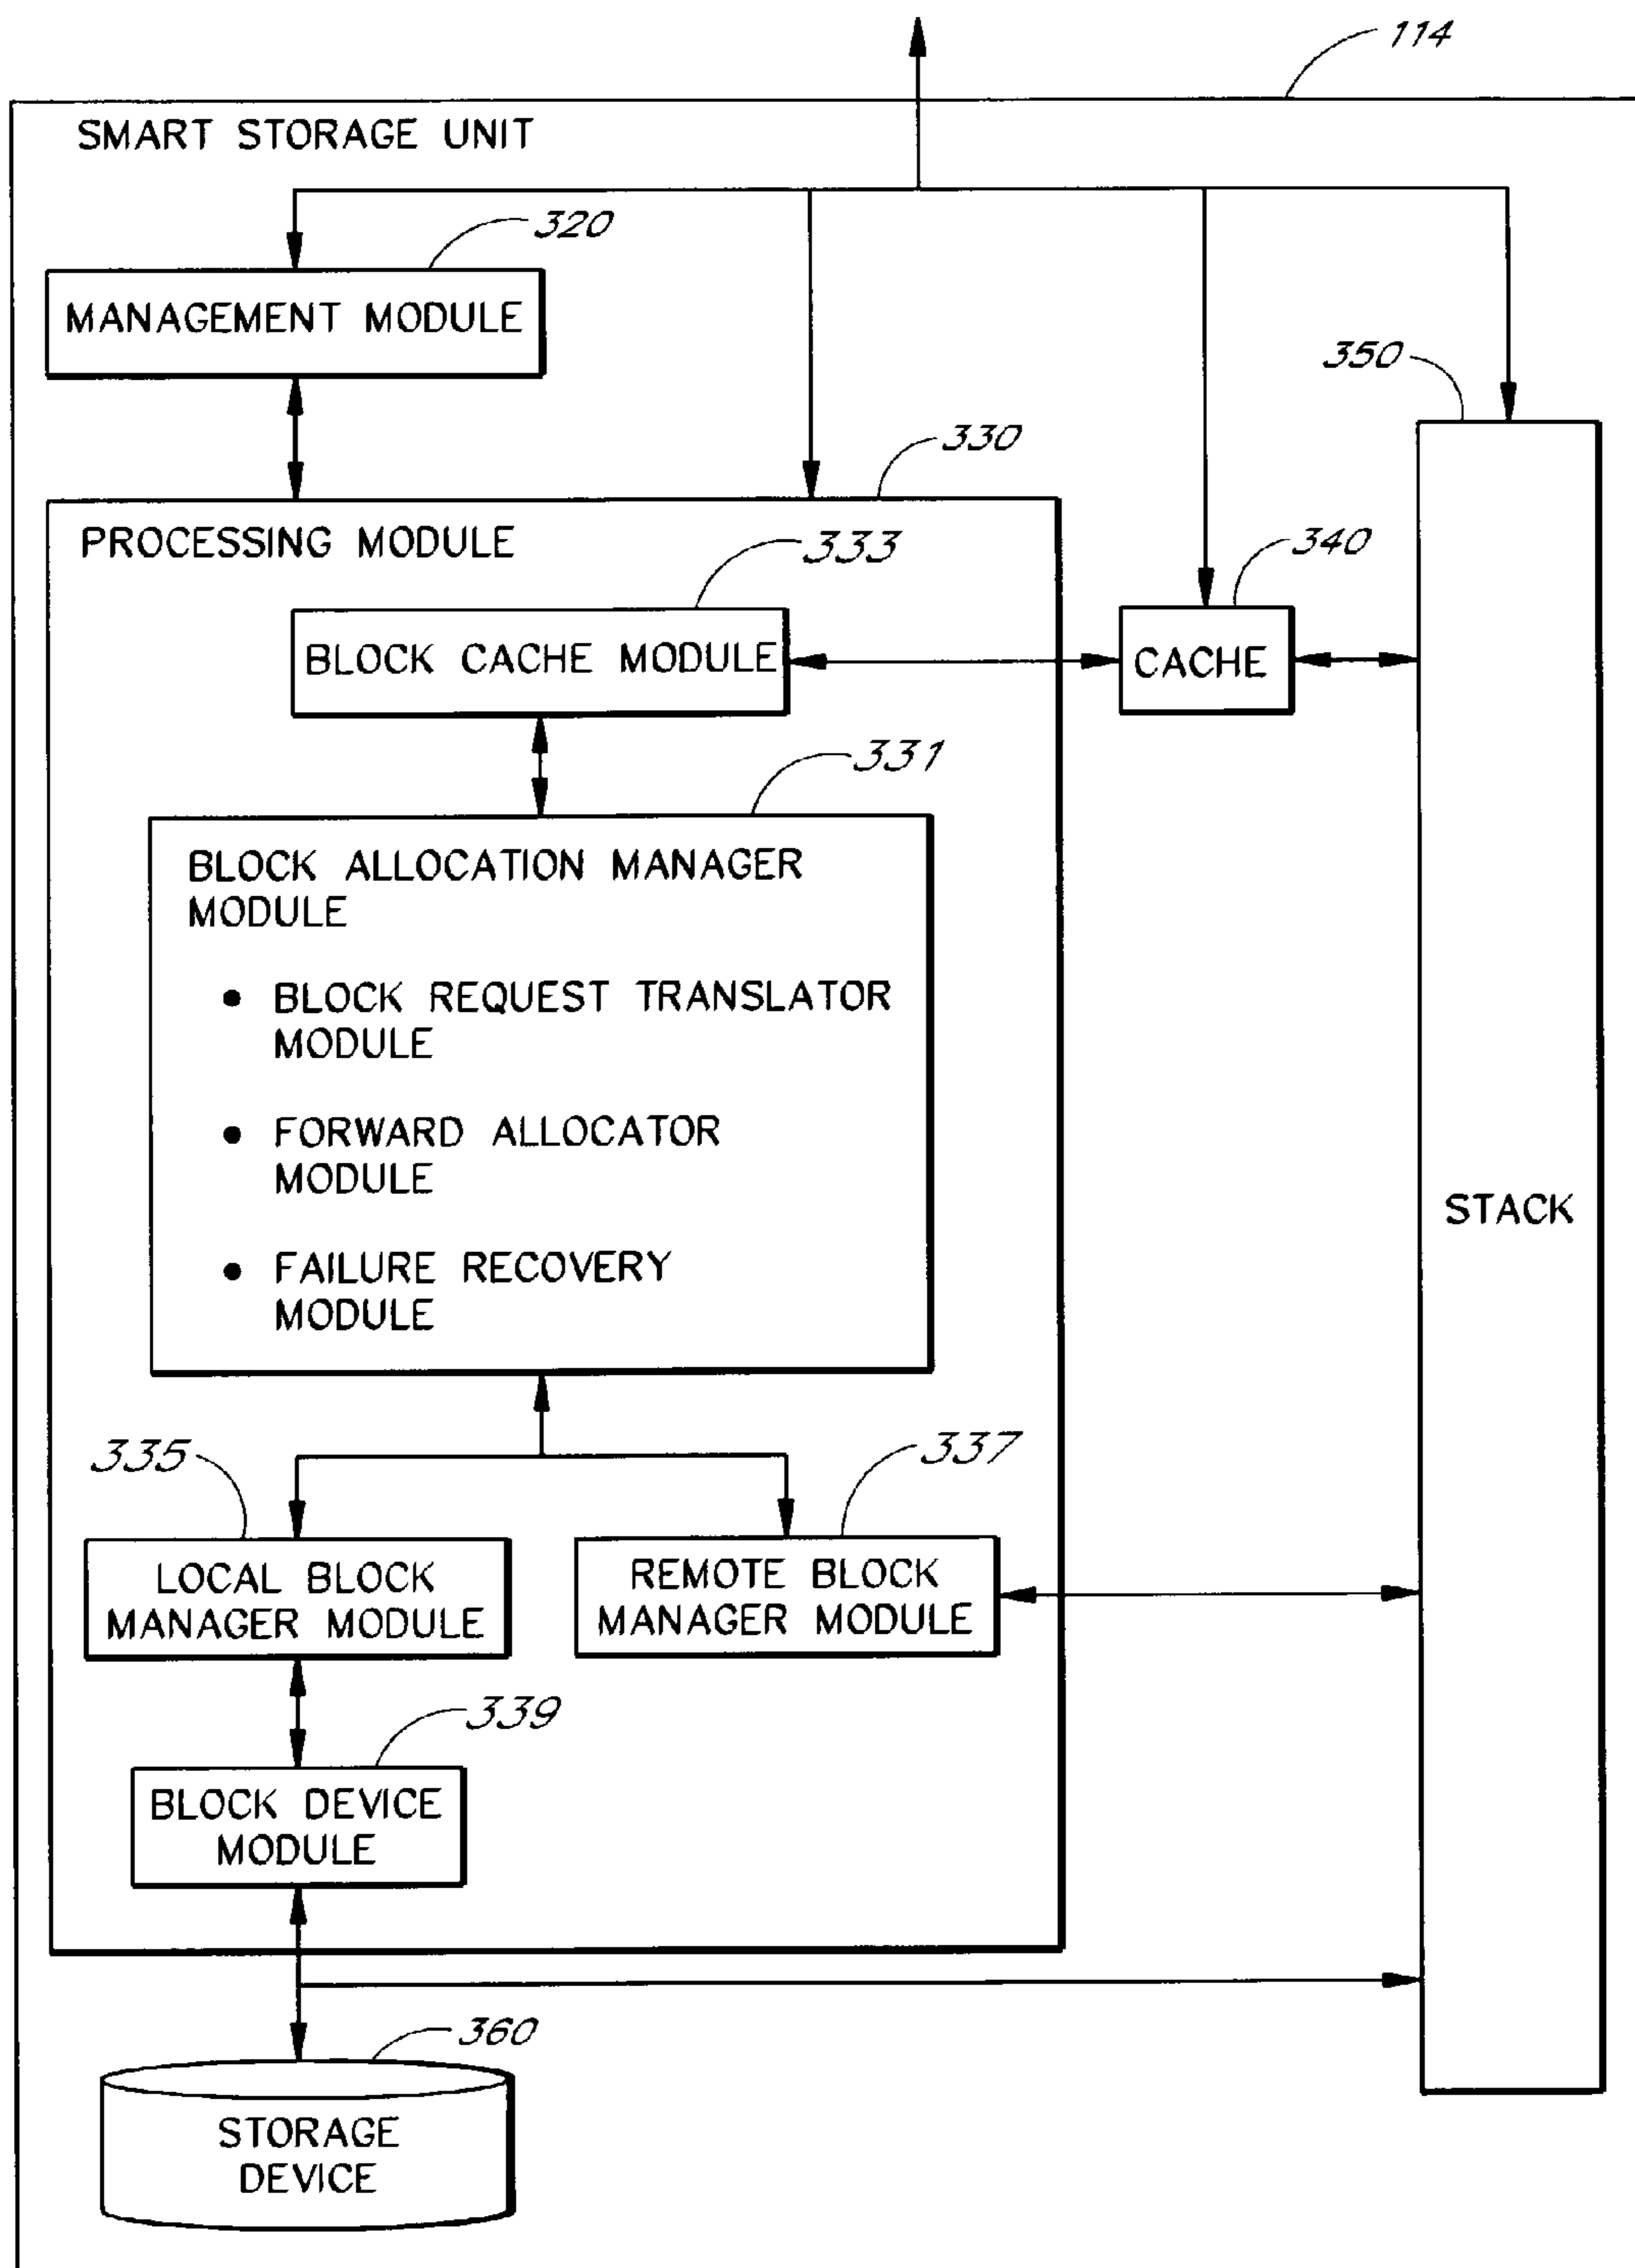 114
SMART STORAGE UNIT
320
MANAGEMENT MODULE
350
330
PROCESSING MODULE
333
340
BLOCK CACHE MODULE
CACHE
331
BLOCK ALLOCATION MANAGER
MODULE
• BLOCK REQUEST TRANSLATOR
MODULE
• FORWARD ALLOCATOR
MODULE
STACK
• FAILURE RECOVERY
MODULE
335
337
LOCAL BLOCK
MANAGER MODULE
REMOTE BLOCK
MANAGER MODULE
339
BLOCK DEVICE
MODULE
360
STORAGE
DEVICE